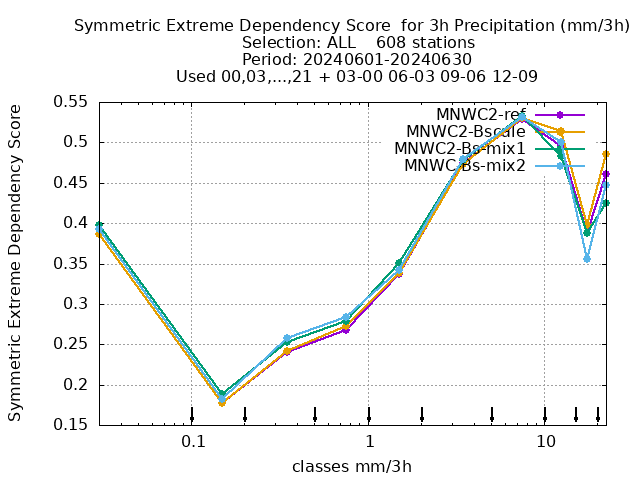 Symmetric Extreme Dependency Score  for 3h Precipitation (mm/3h)
Selection: ALL    608 stations
Period: 20240601-20240630
Used 00,03,...,21 + 03-00 06-03 09-06 12-09
Symmetric Extreme Dependency Score
0.55
0.5
0.45
0.4
0.35
0.3
0.25
0.2
0.15
MNWC2-ref
MNWC2-Bscale
MNWC2-Bs-mix1
MNWC-Bs-mix2
0.1
1
10
classes mm/3h